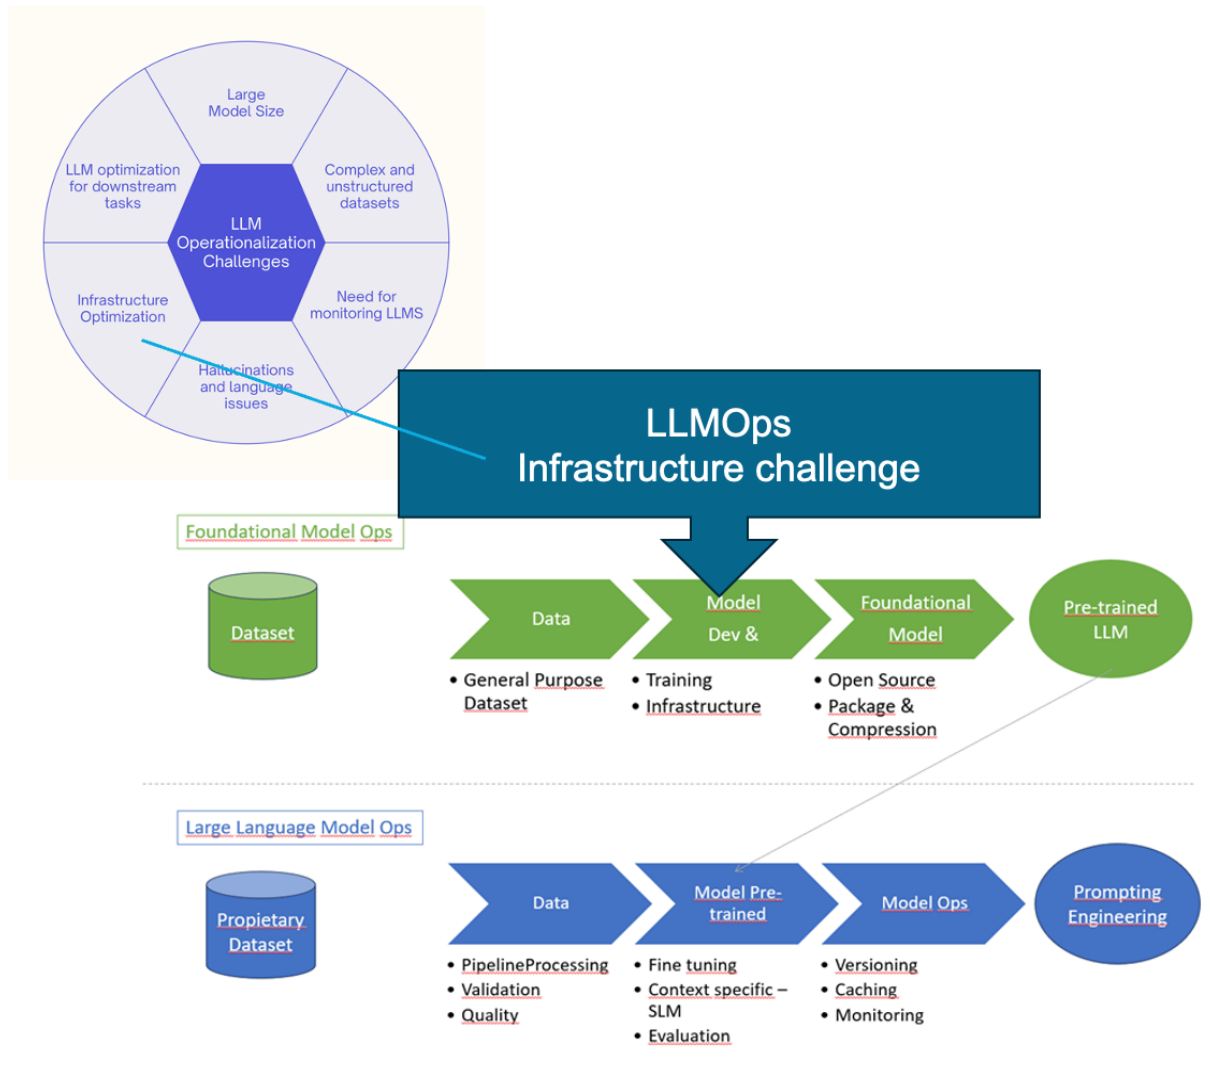 Large
Model Size
LLM optimization
for downstream
tasks
Complex and
unstructured
datasets
LLM
Operationalization
Challenges
Infrastructure
Optimization
Need for
monitoring LLMS
Hallucinations
and language
issues
LLMOps
Infrastructure challenge
Foundational Model Ops
Dataset
Data
Model
Dev &
Foundational
Model
Pre-trained
LLM
• General Purpose
Dataset
• Training
• Infrastructure
• Open Source
• Package &
Compression
Large Language Model Ops
Propietary
Dataset
Data
Model Pre-
trained
Model Ops
Prompting
Engineering
• PipelineProcessing
• Validation
• Quality
• Fine tuning
• Context specific –
SLM
• Evaluation
• Versioning
• Caching
• Monitoring